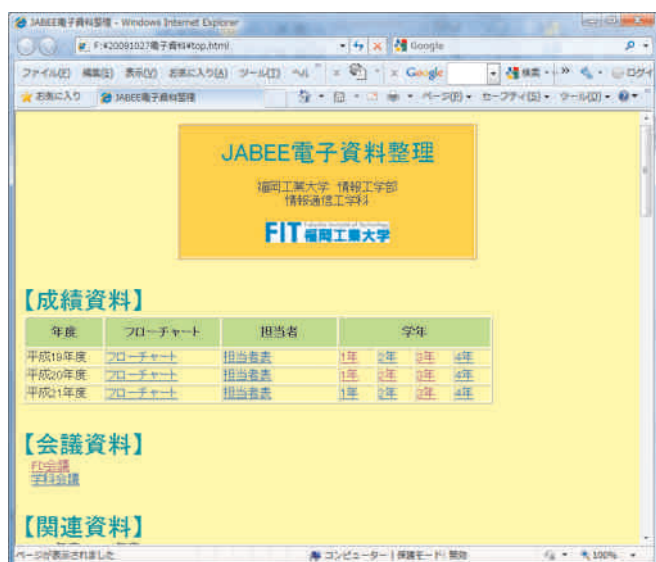 JABEE電子資料整理 - Windows Internet Explorer
F:¥20091027電子資料¥top.html Google
ファイル(F) 編集(E) 表示(V) お気に入り(A) ツール(T) ヘル » x Google 検索 »
お気に入り JABEE電子資料整理 ページ(P) セーフティ(S) ツール(O)
JABEE電子資料整理
福岡工業大学 情報工学部
情報通信工学科
FIT 福岡工業大学
【成績資料】
年度 フローチャート 担当者 学年
平成19年度 フローチャート 担当者表 1年 2年 3年 4年
平成20年度 フローチャート 担当者表 1年 2年 3年 4年
平成21年度 フローチャート 担当者表 1年 2年 3年 4年
【会議資料】
FD会議
学科会議
【関連資料】
ページが表示されました コンピューター | 保護モード: 無効 100%